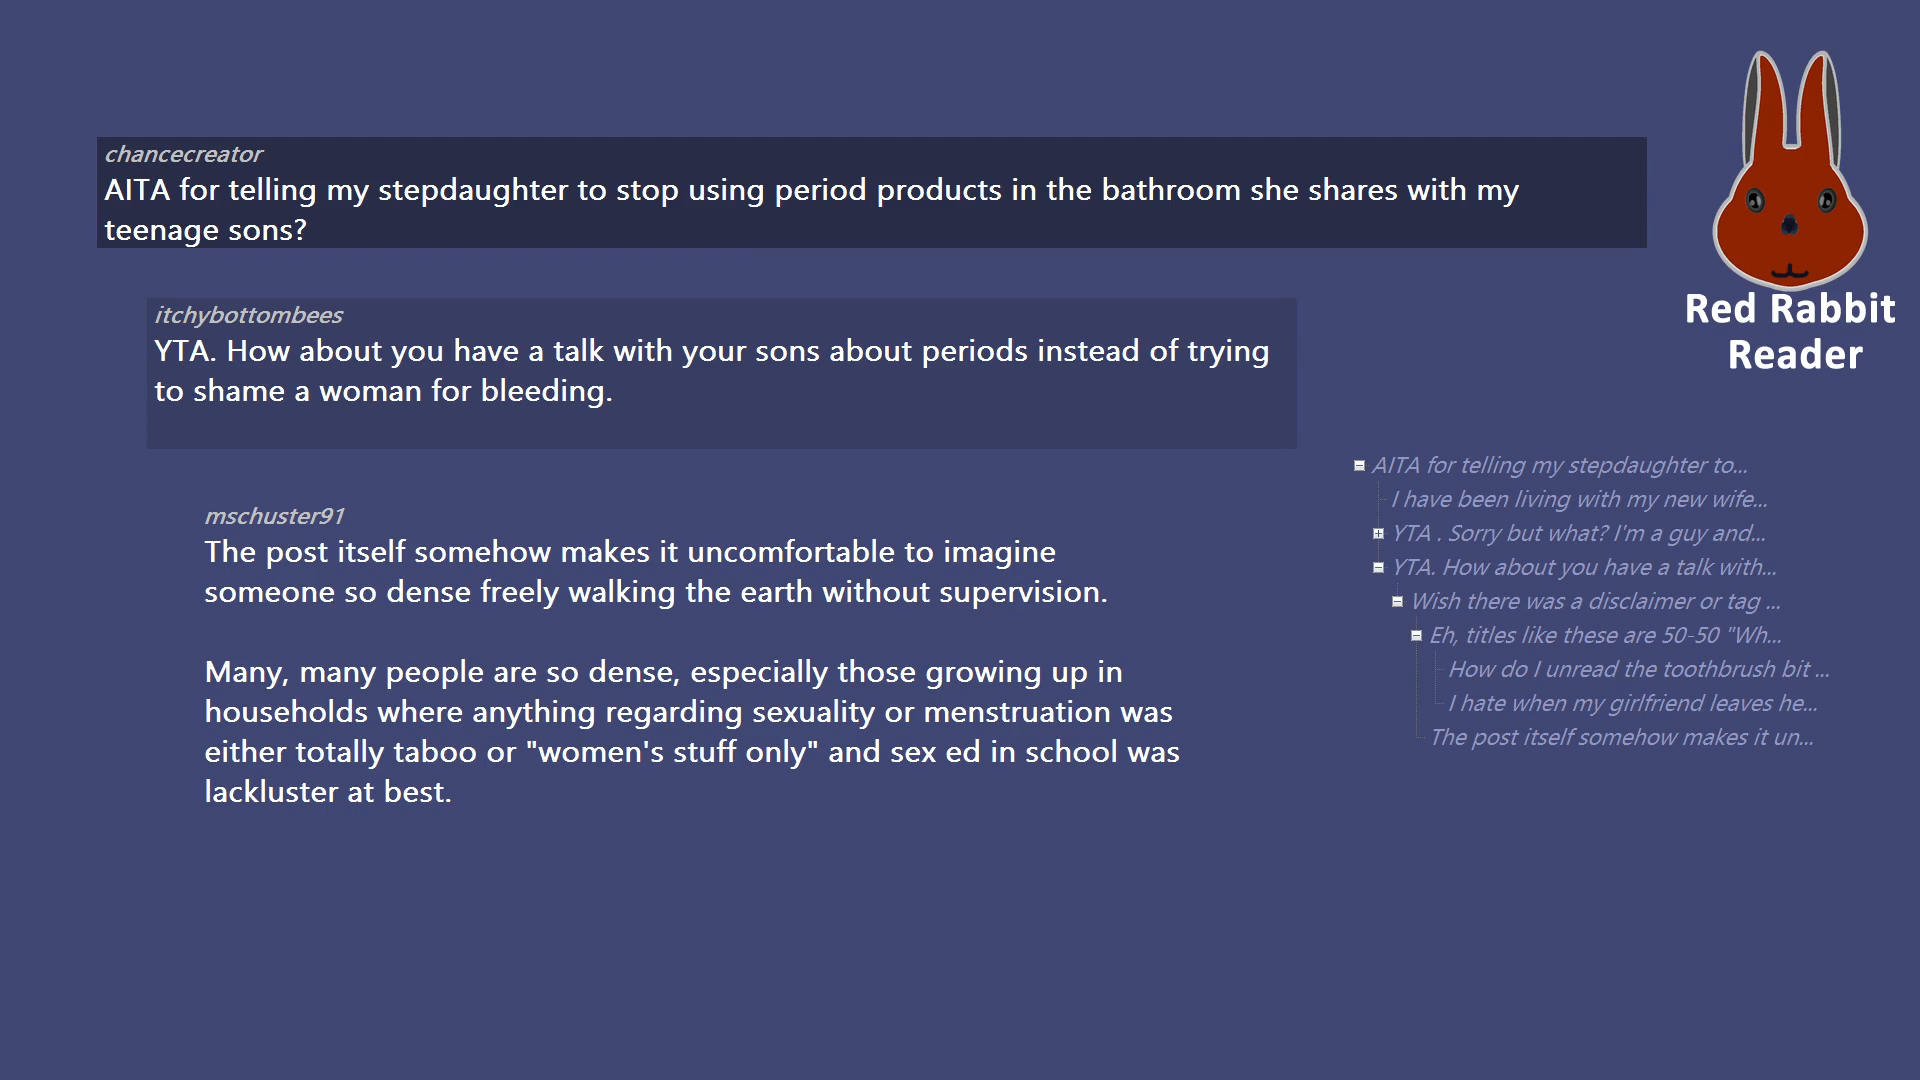 chancecreator
AITA for telling my stepdaughter to stop using period products in the bathroom she shares with my
teenage sons?
itchybottombees
YTA. How about you have a talk with your sons about periods instead of trying
to shame a woman for bleeding.
mschuster91
The post itself somehow makes it uncomfortable to imagine
someone so dense freely walking the earth without supervision.
Many, many people are so dense, especially those growing up in
households where anything regarding sexuality or menstruation was
either totally taboo or "women's stuff only" and sex ed in school was
lackluster at best.
Red Rabbit
Reader
AITA for telling my stepdaughter to...
I have been living with my new wife...
YTA . Sorry but what? I'm a guy and...
YTA. How about you have a talk with...
Wish there was a disclaimer or tag ...
Eh, titles like these are 50-50 "Wh...
How do I unread the toothbrush bit ...
I hate when my girlfriend leaves he...
The post itself somehow makes it un...